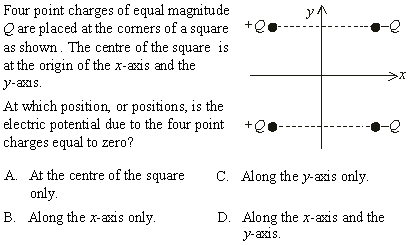 Four point charges of equal magnitude
Q are placed at the corners of a square
as shown . The centre of the square is
at the origin of the x-axis and the
y-axis.
At which position, or positions, is the
electric potential due to the four point
charges equal to zero?
y
+Q
–Q
x
+Q
–Q
A. At the centre of the square
only.
B. Along the x-axis only.
C. Along the y-axis only.
D. Along the x-axis and the
y-axis.